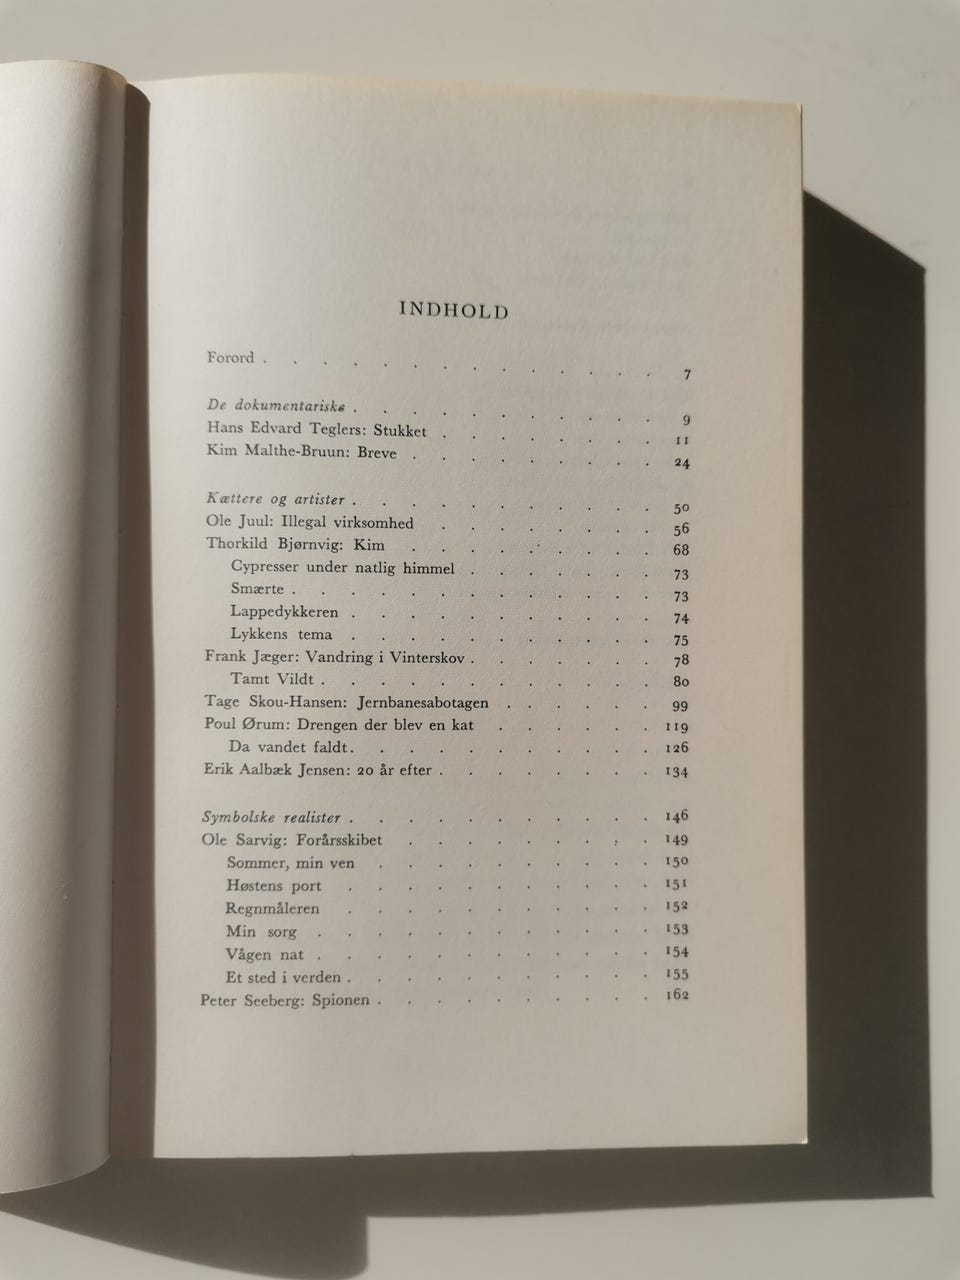 INDHOLD
Forord . . . . . . . . . . . . . . 7
De dokumentariske . . . . . . . . . . . 9
Hans Edvard Teglers: Stukket . . . . . . . . 11
Kim Malthe-Bruun: Breve . . . . . . . . . 24
Kættere og artister . . . . . . . . . . . 50
Ole Juul: Illegal virksomhed . . . . . . . . 56
Thorkild Bjørnvig: Kim . . . . . . . . . 68
Cypresser under natlig himmel . . . . . . . 73
Smærte . . . . . . . . . . . . . 73
Lappedykkeren . . . . . . . . . . . 74
Lykkens tema . . . . . . . . . . . 75
Frank Jæger: Vandring i Vinterskov . . . . . . . 78
Tamt Vildt . . . . . . . . . . . . 80
Tage Skou-Hansen: Jernbanesabotagen . . . . . 99
Poul Ørum: Drengen der blev en kat . . . . . . 119
Da vandet faldt . . . . . . . . . . . 126
Erik Aalbæk Jensen: 20 år efter . . . . . . . . 134
Symbolske realister . . . . . . . . . . . 146
Ole Sarvig: Forårsskibet . . . . . . . . . 149
Sommer, min ven . . . . . . . . . . 150
Høstens port . . . . . . . . . . . 151
Regnmåleren . . . . . . . . . . . 152
Min sorg . . . . . . . . . . . . 153
Vågen nat . . . . . . . . . . . . 154
Et sted i verden . . . . . . . . . . . 155
Peter Seeberg: Spionen . . . . . . . . . . 162